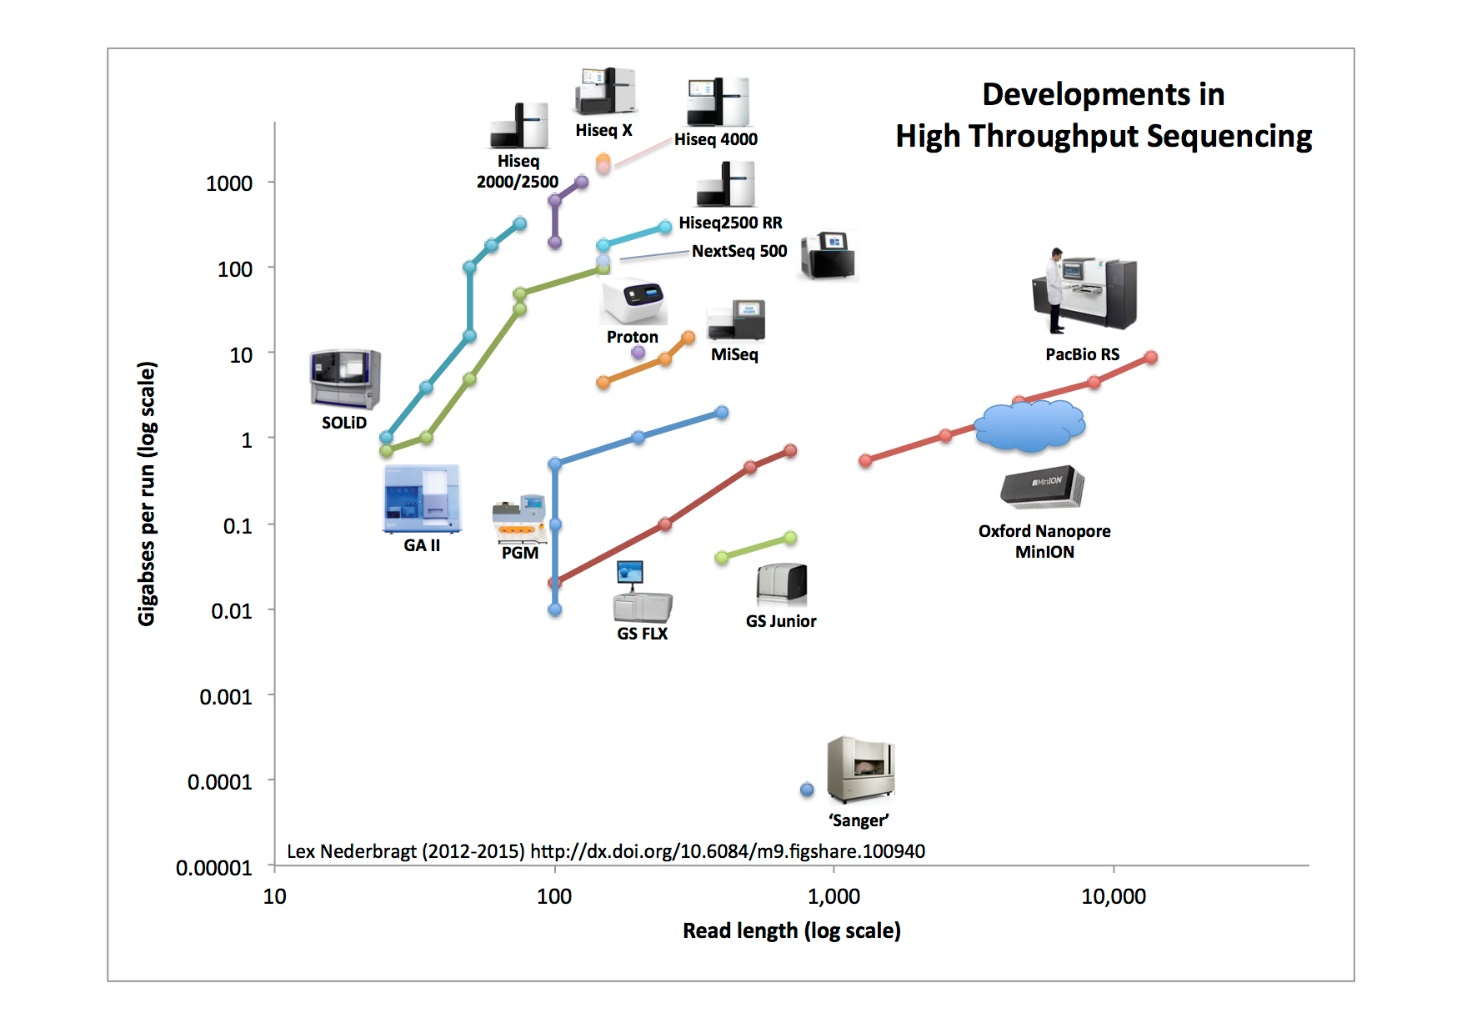 Developments in
High Throughput Sequencing
Hiseq X
Hiseq 4000
Hiseq
2000/2500
Hiseq2500 RR
NextSeq 500
Proton
MiSeq
PacBio RS
SOLiD
GA II
PGM
MinION
Oxford Nanopore
MinION
GS FLX
GS Junior
'Sanger'
Gigabses per run (log scale)
1000
100
10
1
0.1
0.01
0.001
0.0001
0.00001
Lex Nederbragt (2012-2015) http://dx.doi.org/10.6084/m9.figshare.100940
10
100
1,000
10,000
Read length (log scale)